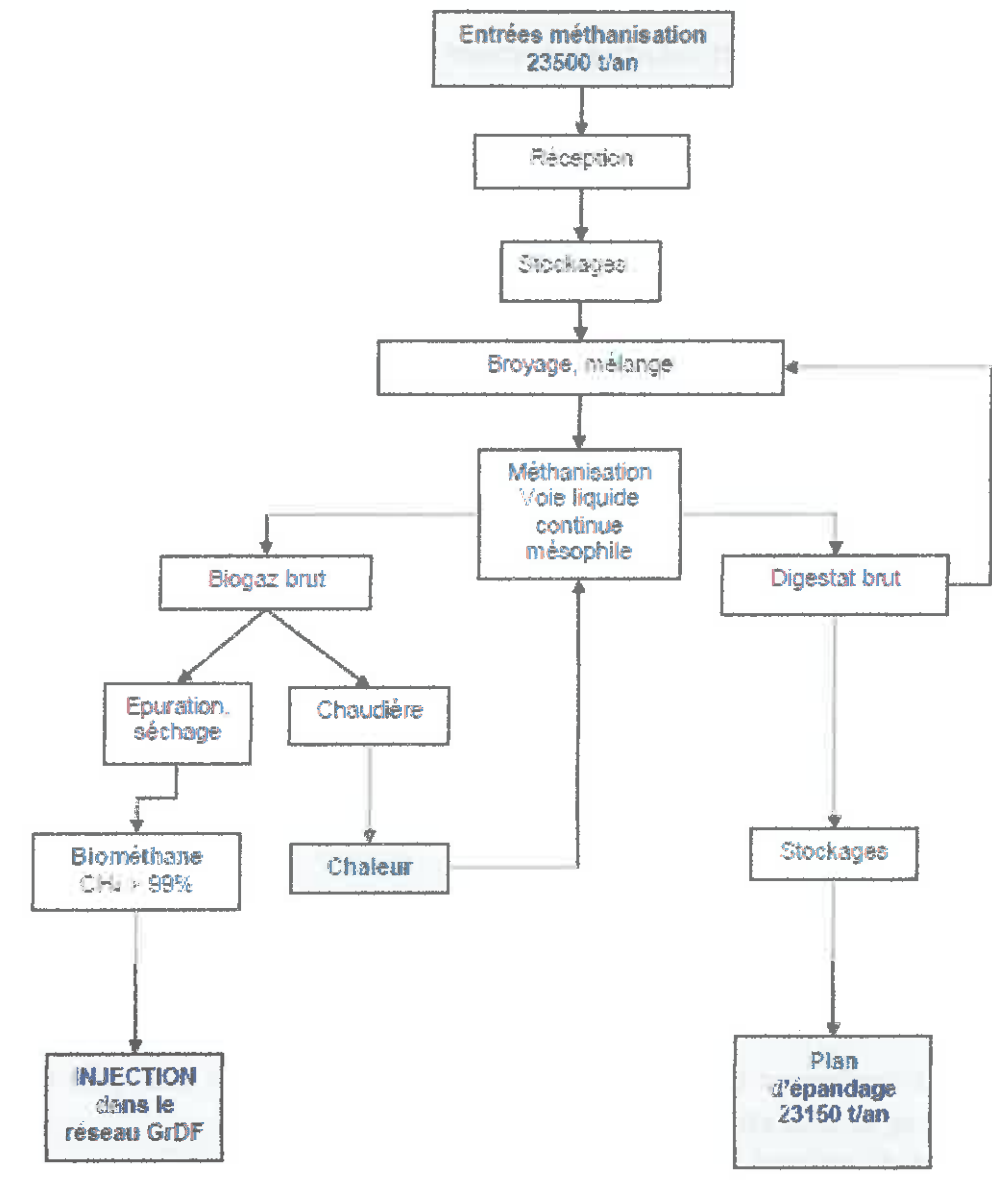 Entrées méthanisation
23500 t/an
Réception
Stockages
Broyage, mélange
Méthanisation
Voie liquide
continue
mésophile
Biogaz brut
Digestat brut
Epuration,
séchage
Chaudière
Biométhane
CH4 > 99%
Chaleur
Stockages
INJECTION
dans le
réseau GrDF
Plan
d'épandage
23150 t/an